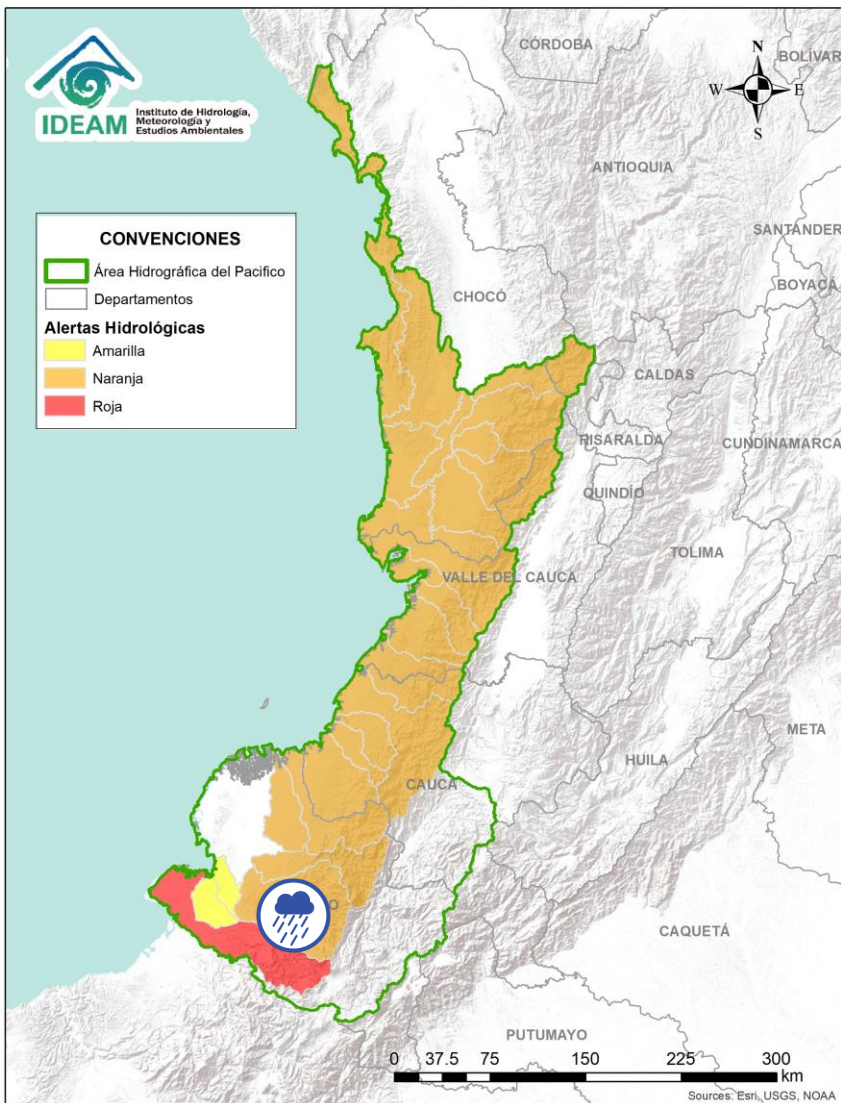 IDEAM
Instituto de Hidrología,
Meteorología y
Estudios Ambientales
CÓRDOBA
BOLÍVAR
N
W
E
S
ANTIOQUIA
SANTANDER
BOYACÁ
CHOCÓ
CONVENCIONES
Área Hidrográfica del Pacifico
Departamentos
Alertas Hidrológicas
Amarilla
Naranja
Roja
CALDAS
RISARALDA
CUNDINAMARCA
QUINDÍO
TOLIMA
VALLE DEL CAUCA
META
HUILA
CAUCA
O
CAQUETÁ
PUTUMAYO
0 37.5 75 150 225 300
km
Sources: Esri, USGS, NOAA